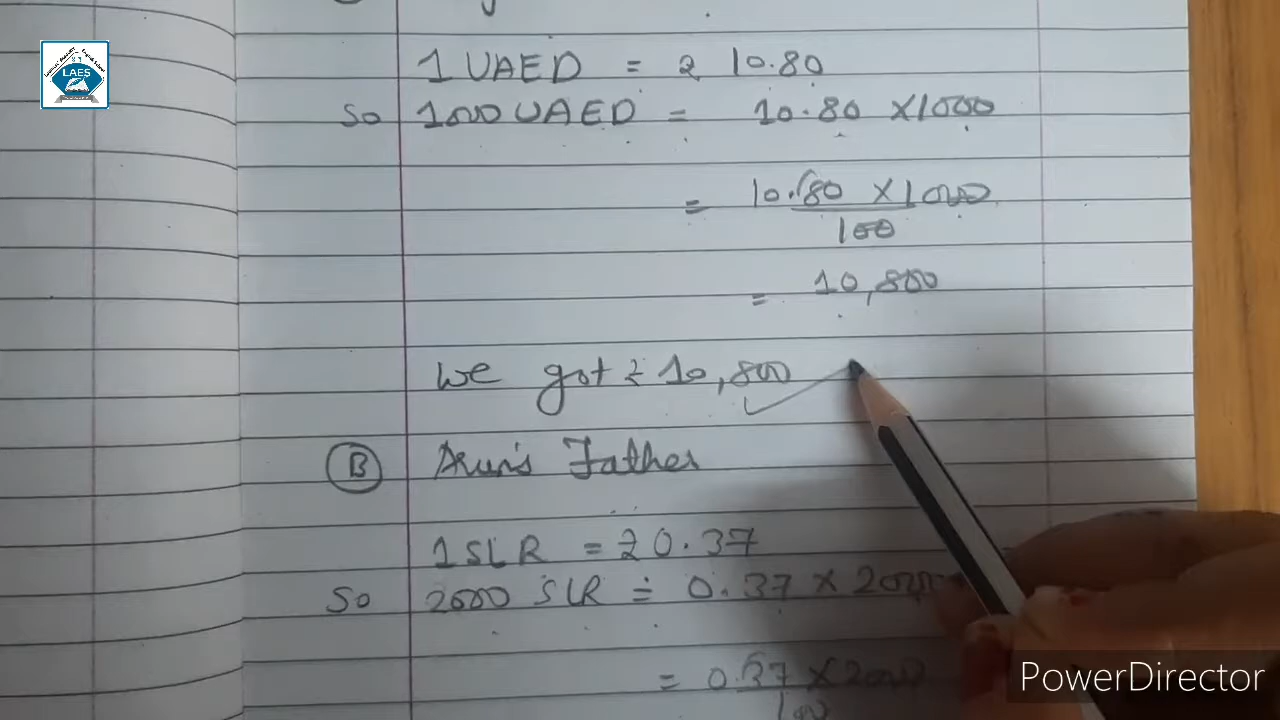 LAES
1 UAED = ₹ 10.80
So 1000 UAED = 10.80 × 1000
= 10.80 × 1000
100
= 10,800
We got ₹ 10,800
B Arun's Father
1 SLR = ₹ 0.37
So 2000 SLR = 0.37 × 2000
= 0.37 × 2000
100
PowerDirector